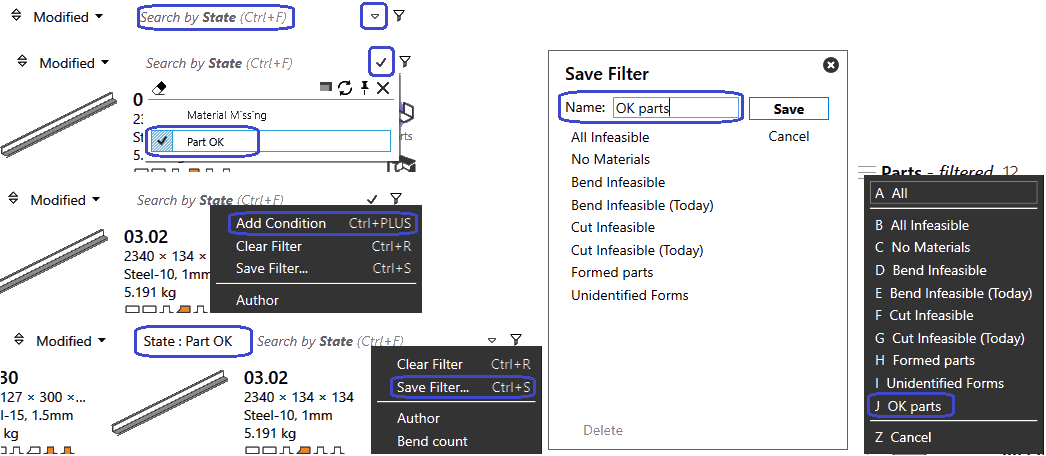 Modified
Search by State (Ctrl+F)
Modified
Search by State (Ctrl+F)
Material Missing
Part OK
Modified
Search by State (Ctrl+F)
03.02
2340 × 134 ×
Steel-10, 1mm
5.191 kg
Add Condition Ctrl+PLUS
Clear Filter Ctrl+R
Save Filter... Ctrl+S
Author
Modified
State : Part OK
Search by State (Ctrl+F)
30
127 × 300 ×...
l-15, 1.5mm
kg
03.02
2340 × 134 × 134
Steel-10, 1mm
5.191 kg
Clear Filter Ctrl+R
Save Filter... Ctrl+S
Author
Bend count
Save Filter
Name: OK parts
Save
Cancel
All Infeasible
No Materials
Bend Infeasible
Bend Infeasible (Today)
Cut Infeasible
Cut Infeasible (Today)
Formed parts
Unidentified Forms
Delete
Parts - filtered 12
A All
B All Infeasible
C No Materials
D Bend Infeasible
E Bend Infeasible (Today)
F Cut Infeasible
G Cut Infeasible (Today)
H Formed parts
I Unidentified Forms
J OK parts
Z Cancel